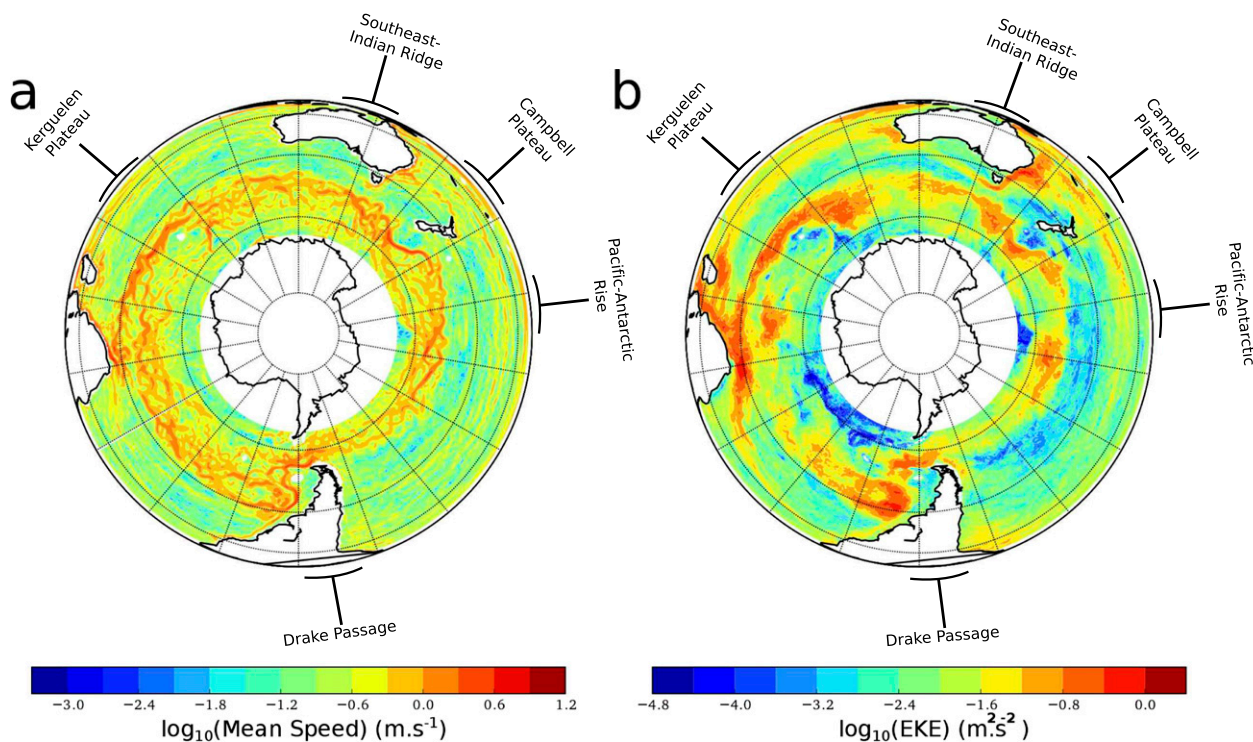 a
Southeast-
Indian Ridge
Kerguelen
Plateau
Campbell
Plateau
Pacific-Antarctic
Rise
Drake Passage
−3.0 −2.4 −1.8 −1.2 −0.6 0.0 0.6 1.2
log10(Mean Speed) (m.s-1)
b
Southeast-
Indian Ridge
Kerguelen
Plateau
Campbell
Plateau
Pacific-Antarctic
Rise
Drake Passage
−4.8 −4.0 −3.2 −2.4 −1.6 −0.8 0.0
log10(EKE) (m2s-2)